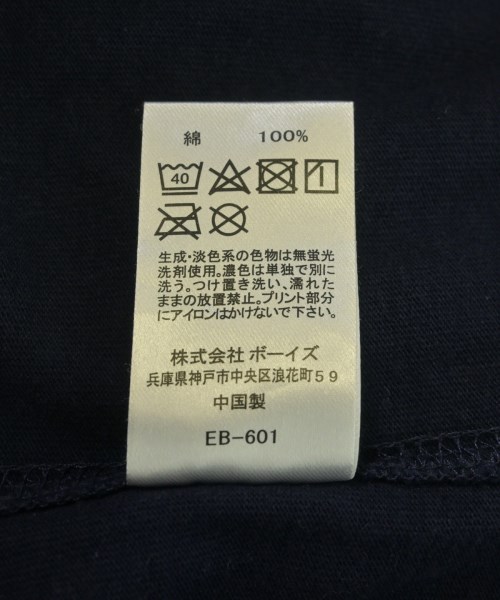 綿 100%
40
生成・淡色系の色物は無蛍光
洗剤使用。濃色は単独で別に
洗う。つけ置き洗い、濡れた
ままの放置禁止。プリント部分
にアイロンはかけないで下さい。
株式会社 ボーイズ
兵庫県神戸市中央区浪花町59
中国製
EB-601